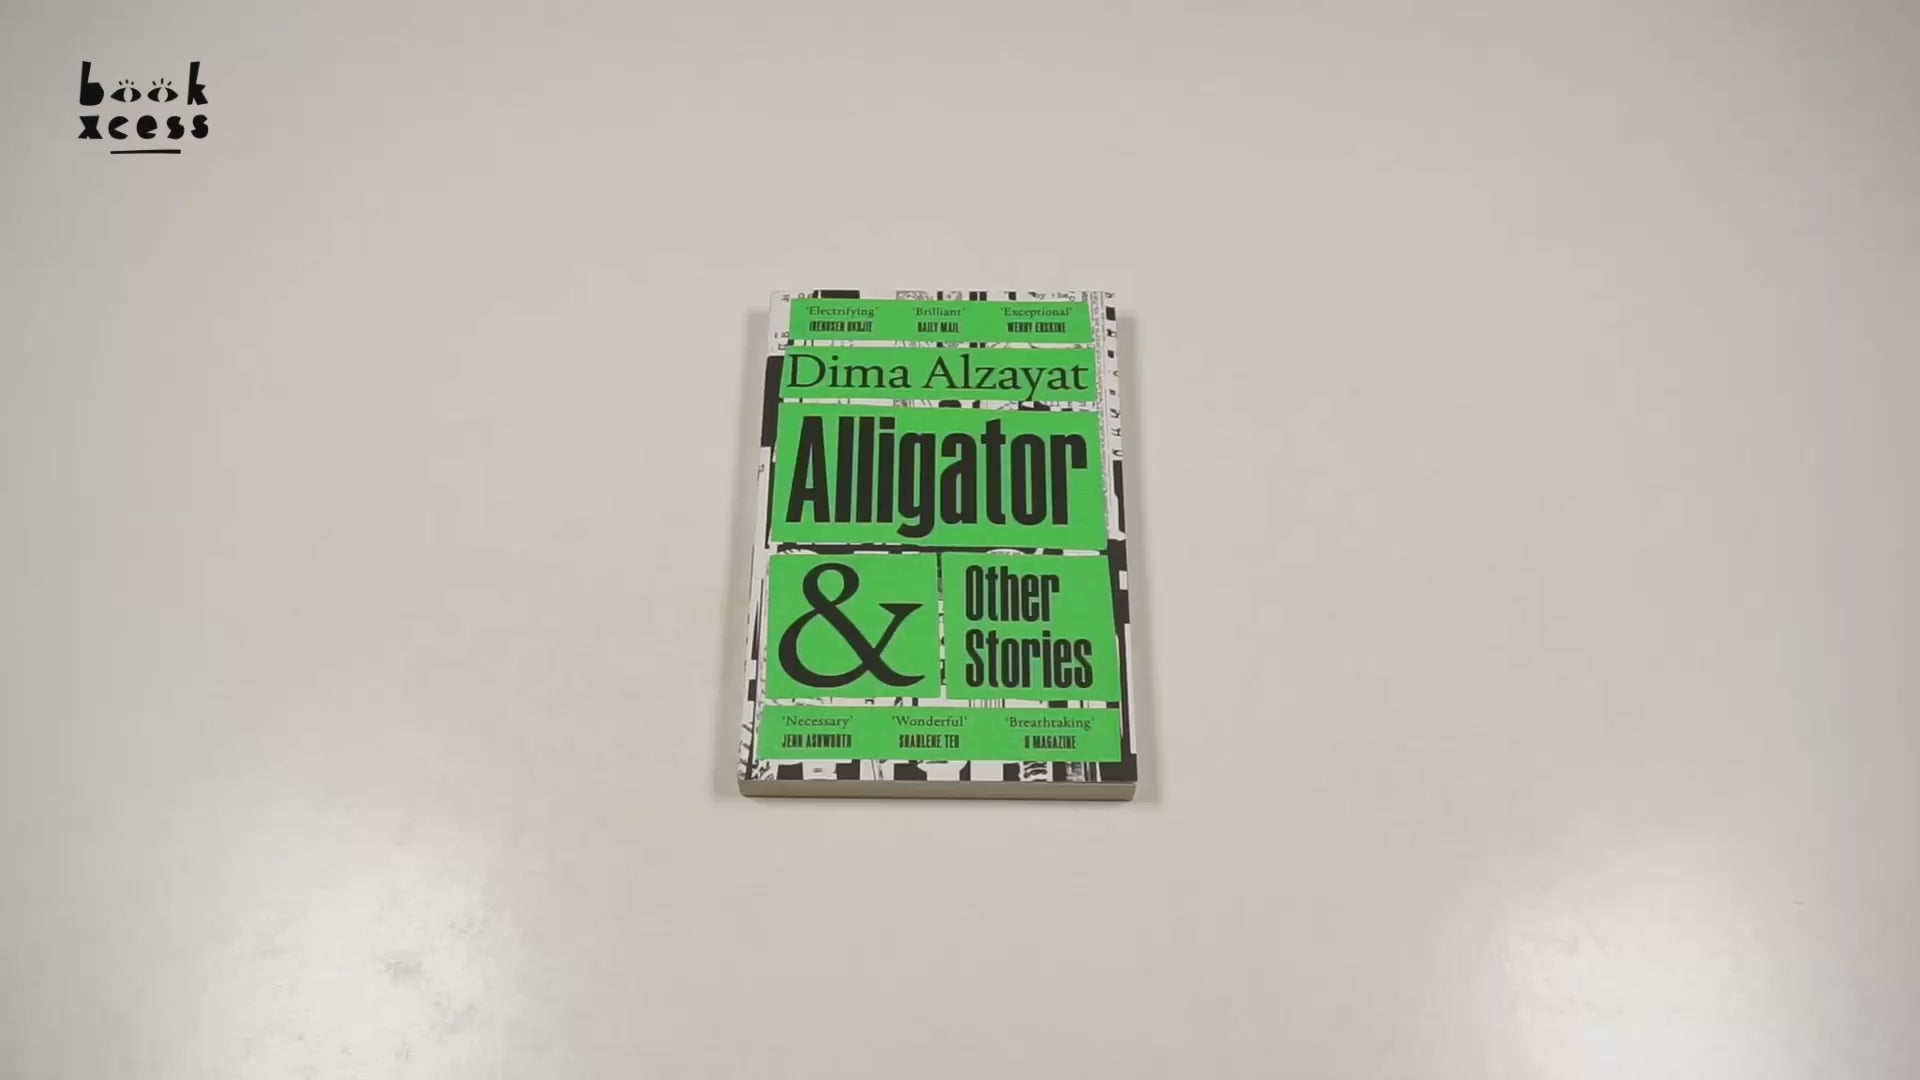 book
xcess
'Electrifying' 'Brilliant' 'Exceptional'
IRENOSEN OKOJIE DAILY MAIL WENDY ERSKINE
Dima Alzayat
Alligator
& Other
Stories
'Necessary' 'Wonderful' 'Breathtaking'
JENN ASHWORTH SHARLENE TEO O MAGAZINE